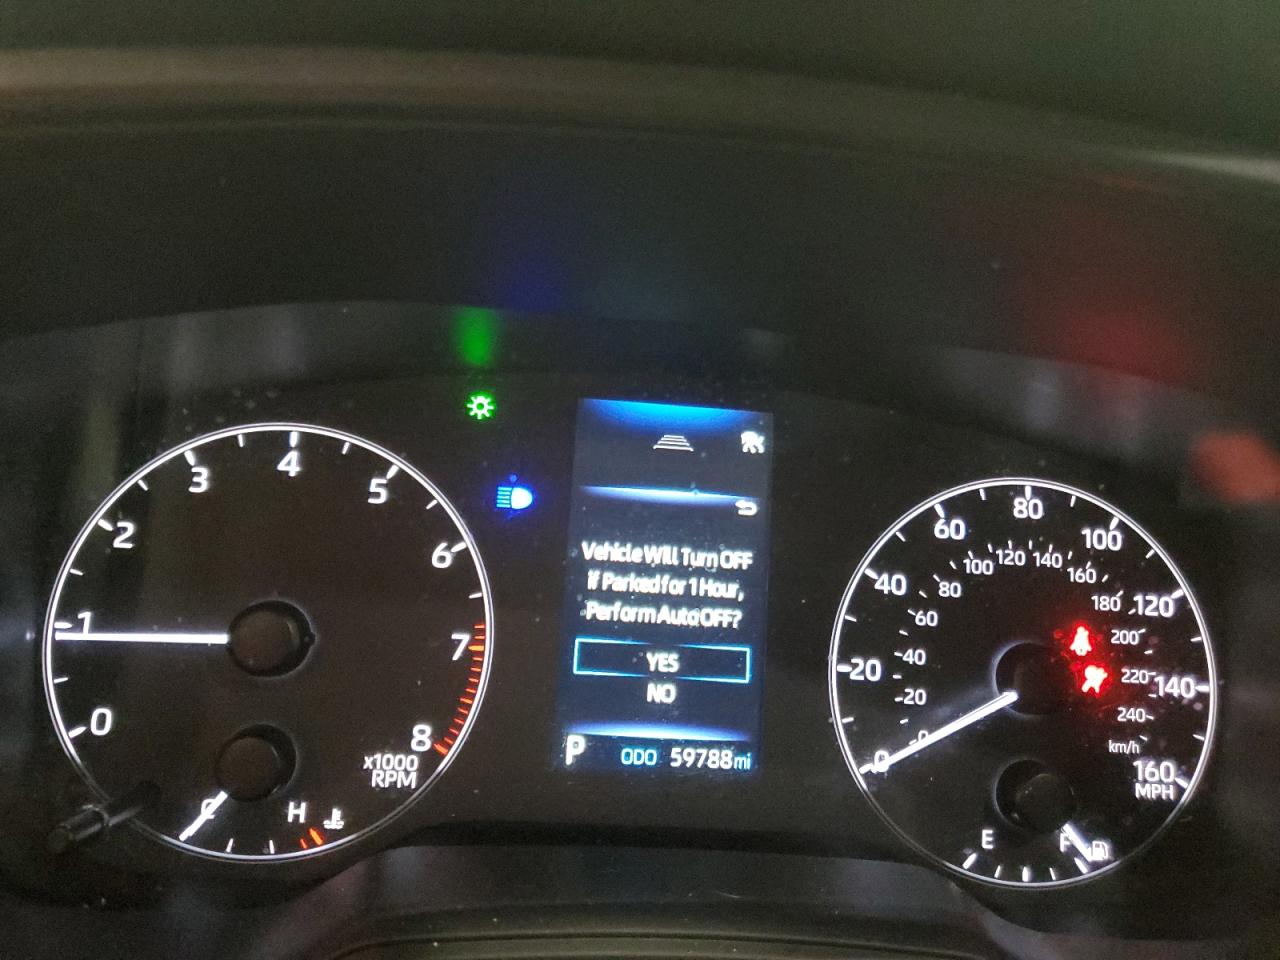 0
1
2
3
4
5
6
7
8
x1000
RPM
C
H
Vehicle Will Turn OFF
if Parked for 1 Hour,
Perform Auto OFF?
YES
NO
P
ODO 59788 mi
0
20
40
60
80
100
120
140
160
MPH
0
20
40
60
80
100
120
140
160
180
200
220
240
km/h
E
F